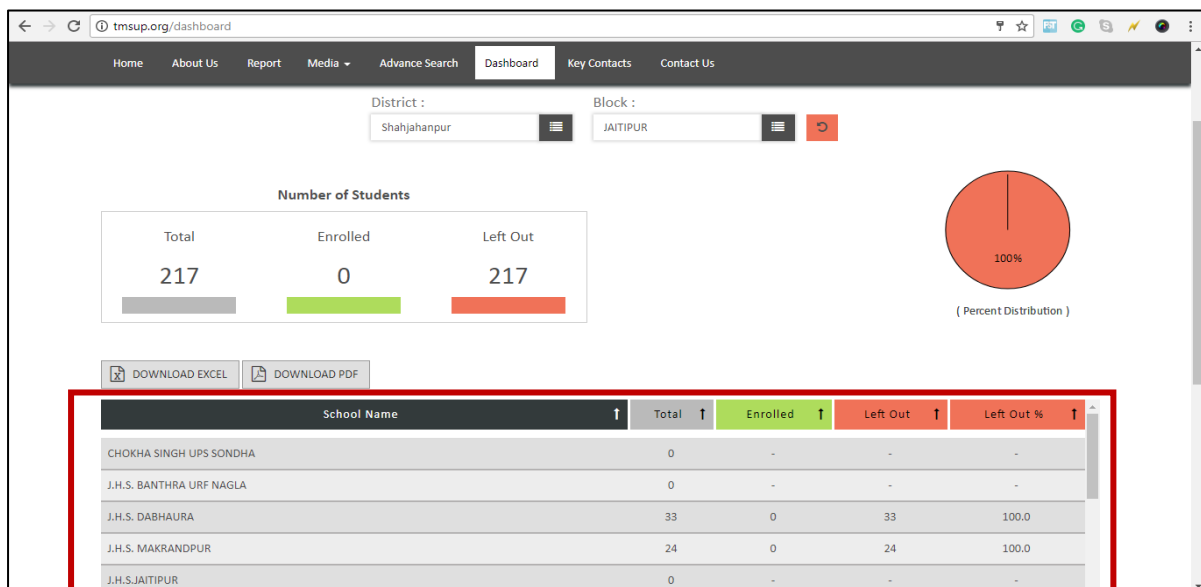 tmsup.org/dashboard
Home About Us Report Media Advance Search Dashboard Key Contacts Contact Us
District : Block :
Shahjahanpur JAITIPUR
Number of Students
Total Enrolled Left Out
217 0 217
100%
( Percent Distribution )
DOWNLOAD EXCEL DOWNLOAD PDF
School Name Total Enrolled Left Out Left Out %
CHOKHA SINGH UPS SONDHA 0 - - -
J.H.S. BANTHRA URF NAGLA 0 - - -
J.H.S. DABHAURA 33 0 33 100.0
J.H.S. MAKRANDPUR 24 0 24 100.0
J.H.S.JAITIPUR 0 - - -